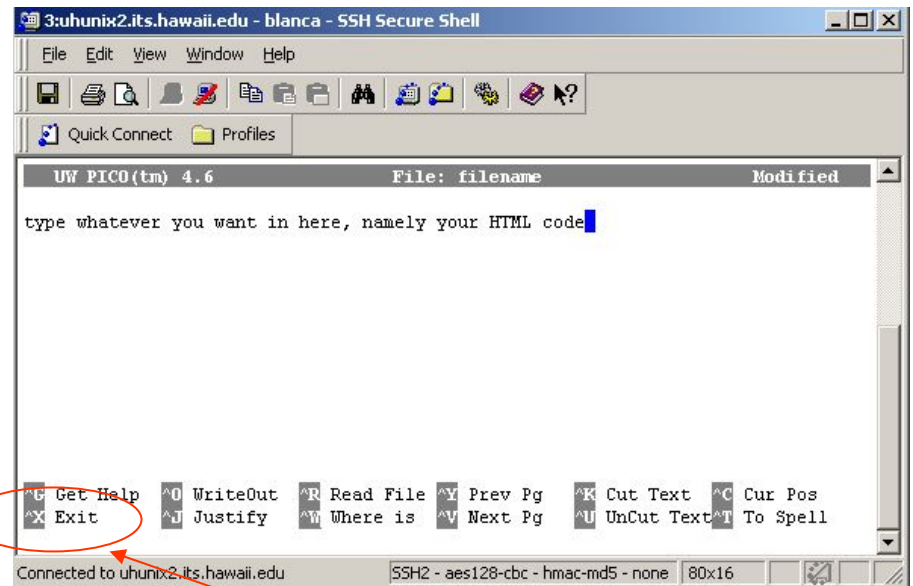 3:uhunix2.its.hawaii.edu - blanca - SSH Secure Shell
File Edit View Window Help
Quick Connect Profiles
UW PICO(tm) 4.6 File: filename Modified
type whatever you want in here, namely your HTML code
^G Get Help ^O WriteOut ^R Read File ^Y Prev Pg ^K Cut Text ^C Cur Pos
^X Exit ^J Justify ^W Where is ^V Next Pg ^U UnCut Text ^T To Spell
Connected to uhunix2.its.hawaii.edu SSH2 - aes128-cbc - hmac-md5 - none 80x16